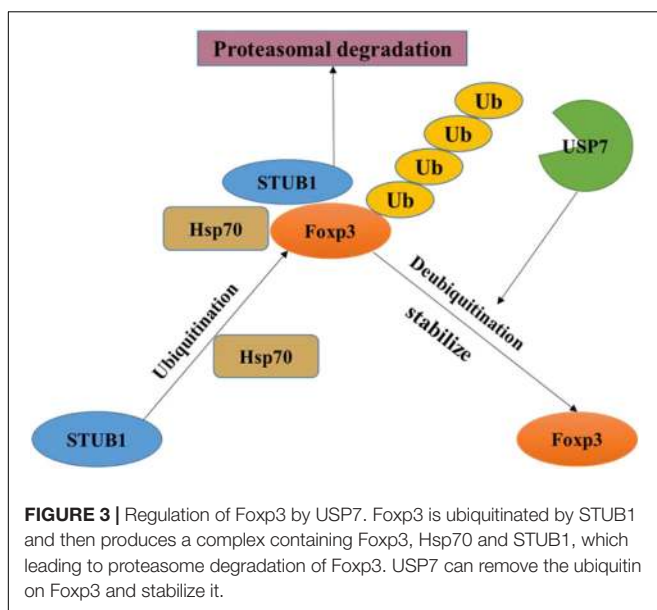 Proteasomal degradation
Ub
Ub
Ub
Ub
USP7
STUB1
Hsp70
Foxp3
Ubiquitination
Deubiquitination
stabilize
Hsp70
STUB1
Foxp3
FIGURE 3 | Regulation of Foxp3 by USP7. Foxp3 is ubiquitinated by STUB1
and then produces a complex containing Foxp3, Hsp70 and STUB1, which
leading to proteasome degradation of Foxp3. USP7 can remove the ubiquitin
on Foxp3 and stabilize it.